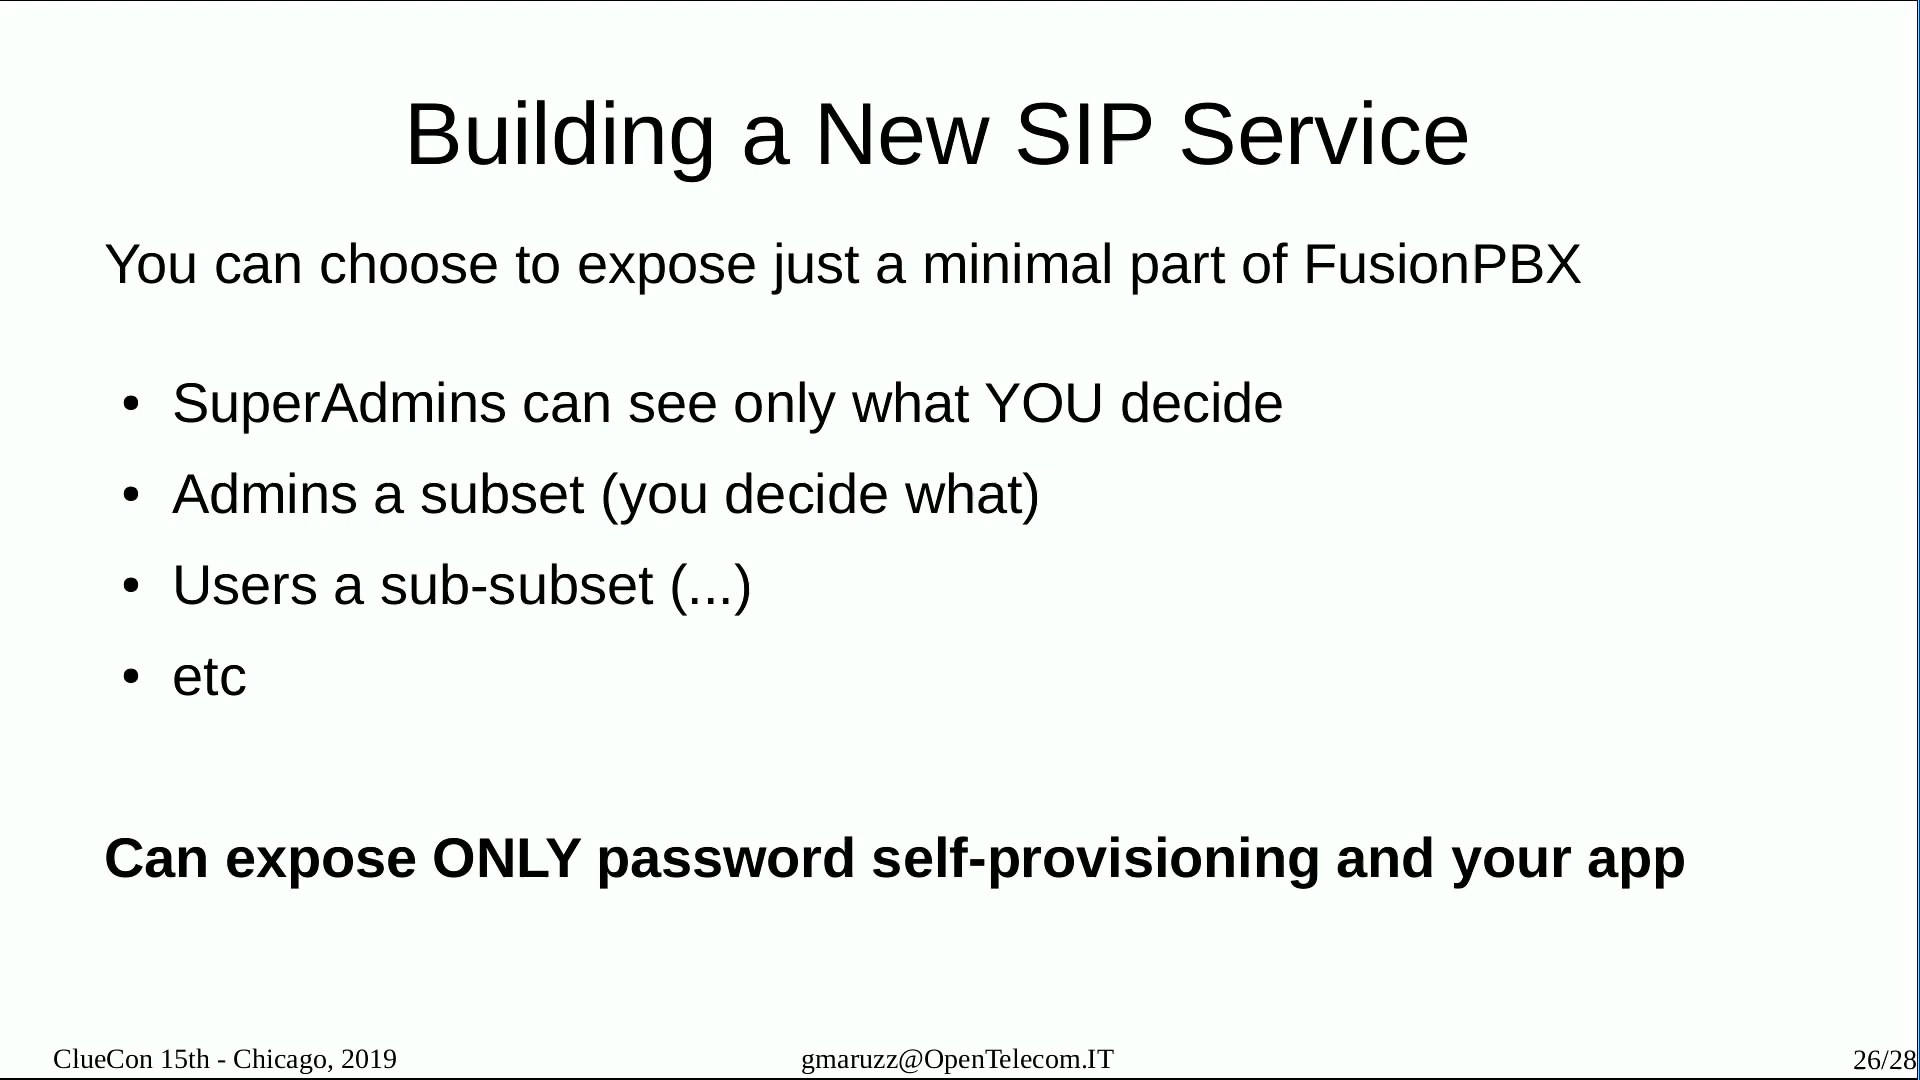 Building a New SIP Service
You can choose to expose just a minimal part of FusionPBX
• SuperAdmins can see only what YOU decide
• Admins a subset (you decide what)
• Users a sub-subset (...)
• etc
Can expose ONLY password self-provisioning and your app
ClueCon 15th - Chicago, 2019
gmaruzz@OpenTelecom.IT
26/28